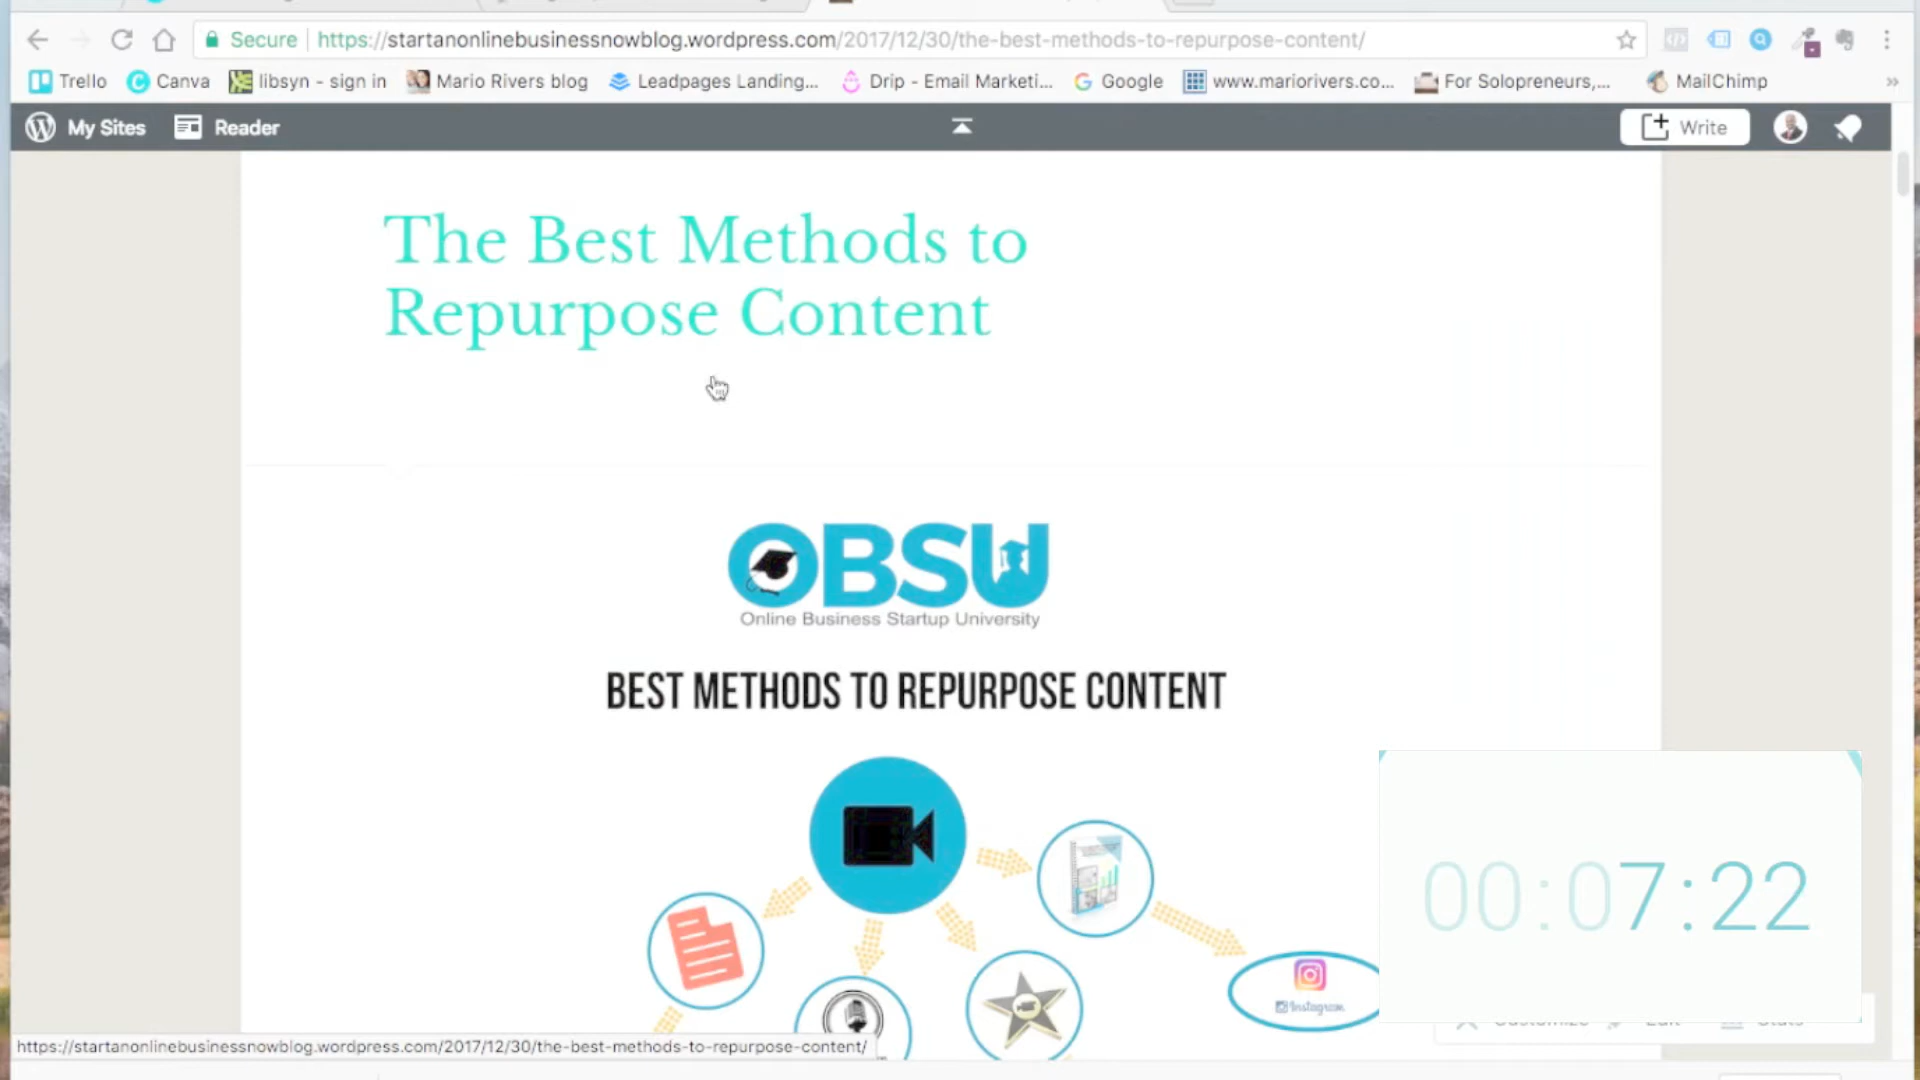 Secure https://startanonlinebusinessnowblog.wordpress.com/2017/12/30/the-best-methods-to-repurpose-content/
Trello Canva libsyn - sign in Mario Rivers blog Leadpages Landing... Drip - Email Marketi... Google www.mariorivers.co... For Solopreneurs,... MailChimp »
My Sites Reader Write
The Best Methods to
Repurpose Content
OBSU
Online Business Startup University
BEST METHODS TO REPURPOSE CONTENT
00:07:22
Instagram
Customize Edit Stats
https://startanonlinebusinessnowblog.wordpress.com/2017/12/30/the-best-methods-to-repurpose-content/